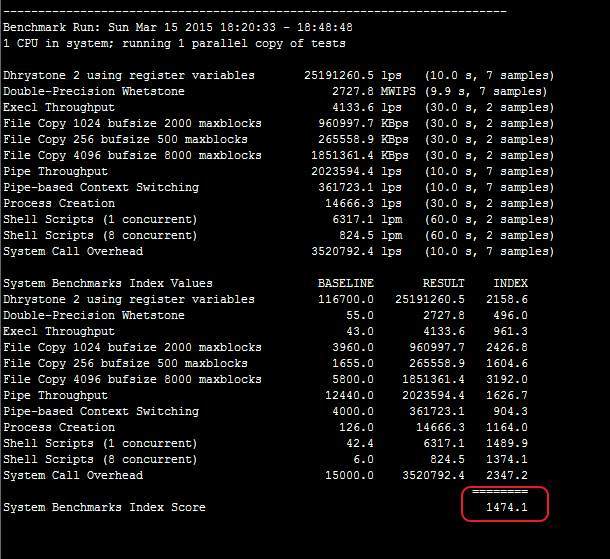 ------------------------------------------------------------------------
Benchmark Run: Sun Mar 15 2015 18:20:33 - 18:48:48
1 CPU in system; running 1 parallel copy of tests
Dhrystone 2 using register variables 25191260.5 lps (10.0 s, 7 samples)
Double-Precision Whetstone 2727.8 MWIPS (9.9 s, 7 samples)
Execl Throughput 4133.6 lps (30.0 s, 2 samples)
File Copy 1024 bufsize 2000 maxblocks 960997.7 KBps (30.0 s, 2 samples)
File Copy 256 bufsize 500 maxblocks 265558.9 KBps (30.0 s, 2 samples)
File Copy 4096 bufsize 8000 maxblocks 1851361.4 KBps (30.0 s, 2 samples)
Pipe Throughput 2023594.4 lps (10.0 s, 7 samples)
Pipe-based Context Switching 361723.1 lps (10.0 s, 7 samples)
Process Creation 14666.3 lps (30.0 s, 2 samples)
Shell Scripts (1 concurrent) 6317.1 lpm (60.0 s, 2 samples)
Shell Scripts (8 concurrent) 824.5 lpm (60.0 s, 2 samples)
System Call Overhead 3520792.4 lps (10.0 s, 7 samples)
System Benchmarks Index Values BASELINE RESULT INDEX
Dhrystone 2 using register variables 116700.0 25191260.5 2158.6
Double-Precision Whetstone 55.0 2727.8 496.0
Execl Throughput 43.0 4133.6 961.3
File Copy 1024 bufsize 2000 maxblocks 3960.0 960997.7 2426.8
File Copy 256 bufsize 500 maxblocks 1655.0 265558.9 1604.6
File Copy 4096 bufsize 8000 maxblocks 5800.0 1851361.4 3192.0
Pipe Throughput 12440.0 2023594.4 1626.7
Pipe-based Context Switching 4000.0 361723.1 904.3
Process Creation 126.0 14666.3 1164.0
Shell Scripts (1 concurrent) 42.4 6317.1 1489.9
Shell Scripts (8 concurrent) 6.0 824.5 1374.1
System Call Overhead 15000.0 3520792.4 2347.2
========
System Benchmarks Index Score 1474.1